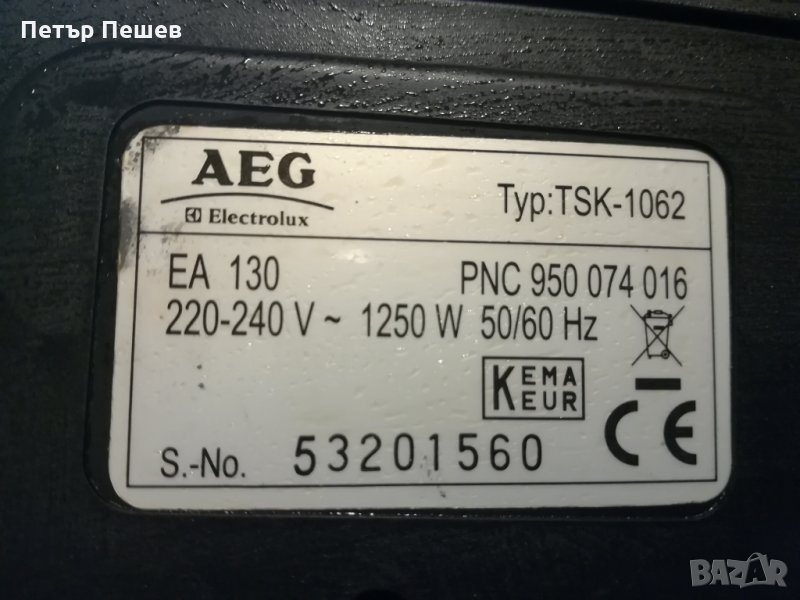 Петър Пешев
AEG
Electrolux
Typ:TSK-1062
EA 130
PNC 950 074 016
220-240 V ~ 1250 W 50/60 Hz
KEMA
KEUR
CE
S.-No. 53201560
BAZAR